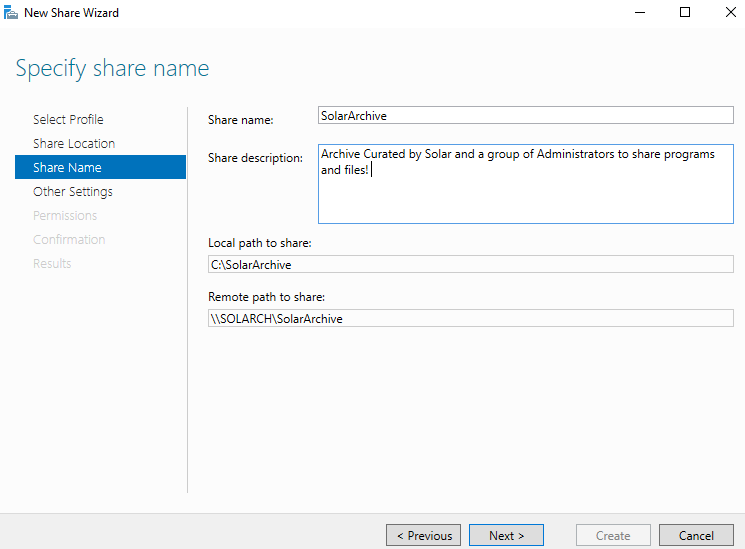 New Share Wizard
Specify share name
Select Profile
Share Location
Share Name
Other Settings
Permissions
Confirmation
Results
Share name:
SolarArchive
Share description:
Archive Curated by Solar and a group of Administrators to share programs
and files!
Local path to share:
C:\SolarArchive
Remote path to share:
\\SOLARCH\SolarArchive
< Previous
Next >
Create
Cancel